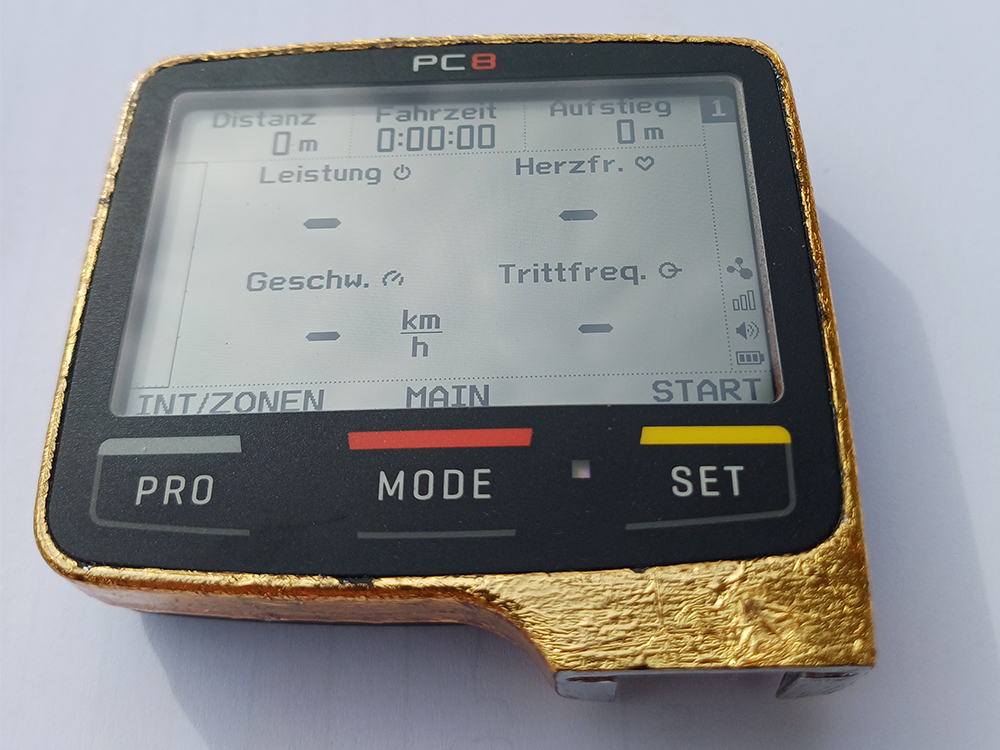 PC8
Distanz Fahrzeit Aufstieg 1
0 m 0:00:00 0 m
Leistung Herzfr.
- -
Geschw. Trittfreq.
- km/h -
INT/ZONEN MAIN START
PRO MODE SET